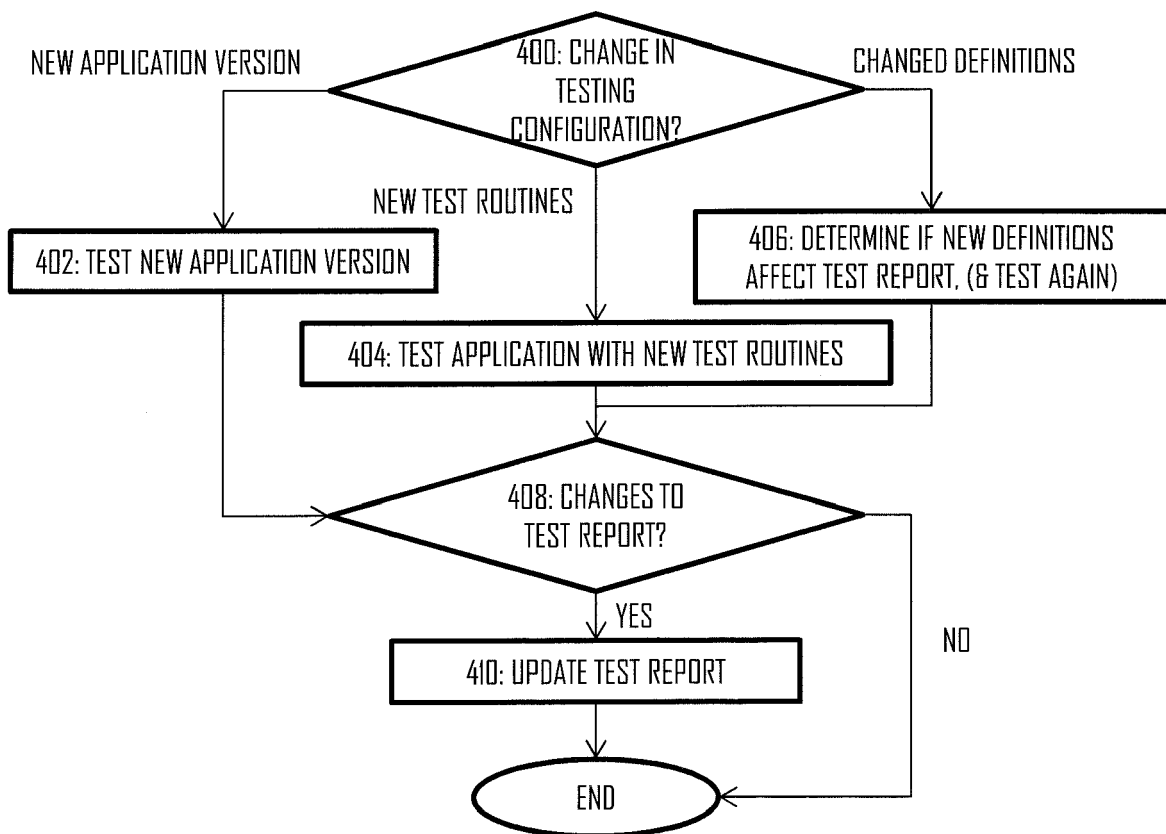 400: CHANGE IN
TESTING
CONFIGURATION?
NEW APPLICATION VERSION
CHANGED DEFINITIONS
NEW TEST ROUTINES
402: TEST NEW APPLICATION VERSION
406: DETERMINE IF NEW DEFINITIONS
AFFECT TEST REPORT, (& TEST AGAIN)
404: TEST APPLICATION WITH NEW TEST ROUTINES
408: CHANGES TO
TEST REPORT?
YES
NO
410: UPDATE TEST REPORT
END